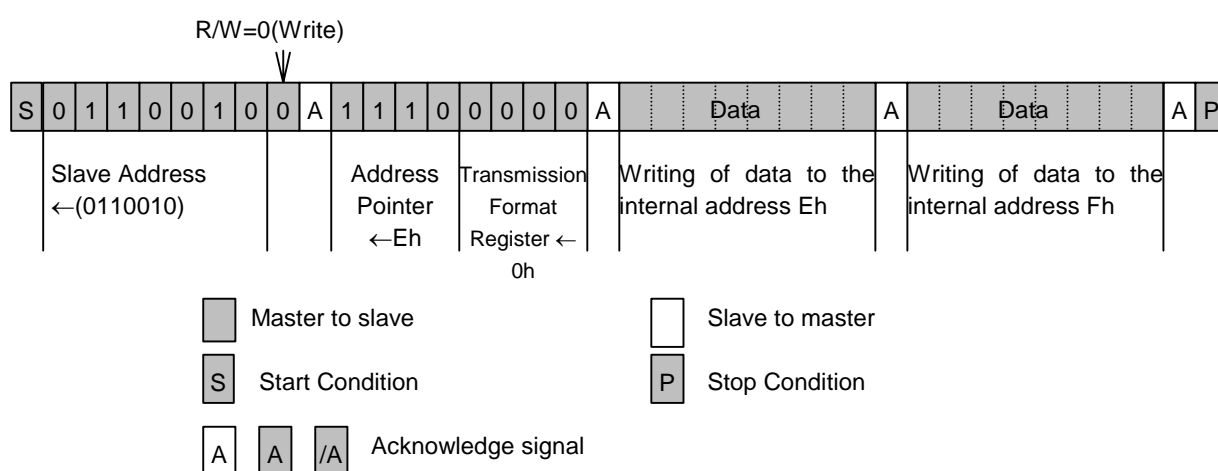 R/W=0(Write)
S 0 1 1 0 0 1 0 0 A 1 1 1 0 0 0 0 0 A Data A Data A P
Slave Address
←(0110010)
Address
Pointer
←Eh
Transmission
Format
Register ←
0h
Writing of data to the
internal address Eh
Writing of data to the
internal address Fh
Master to slave
Slave to master
S Start Condition
P Stop Condition
A A /A Acknowledge signal